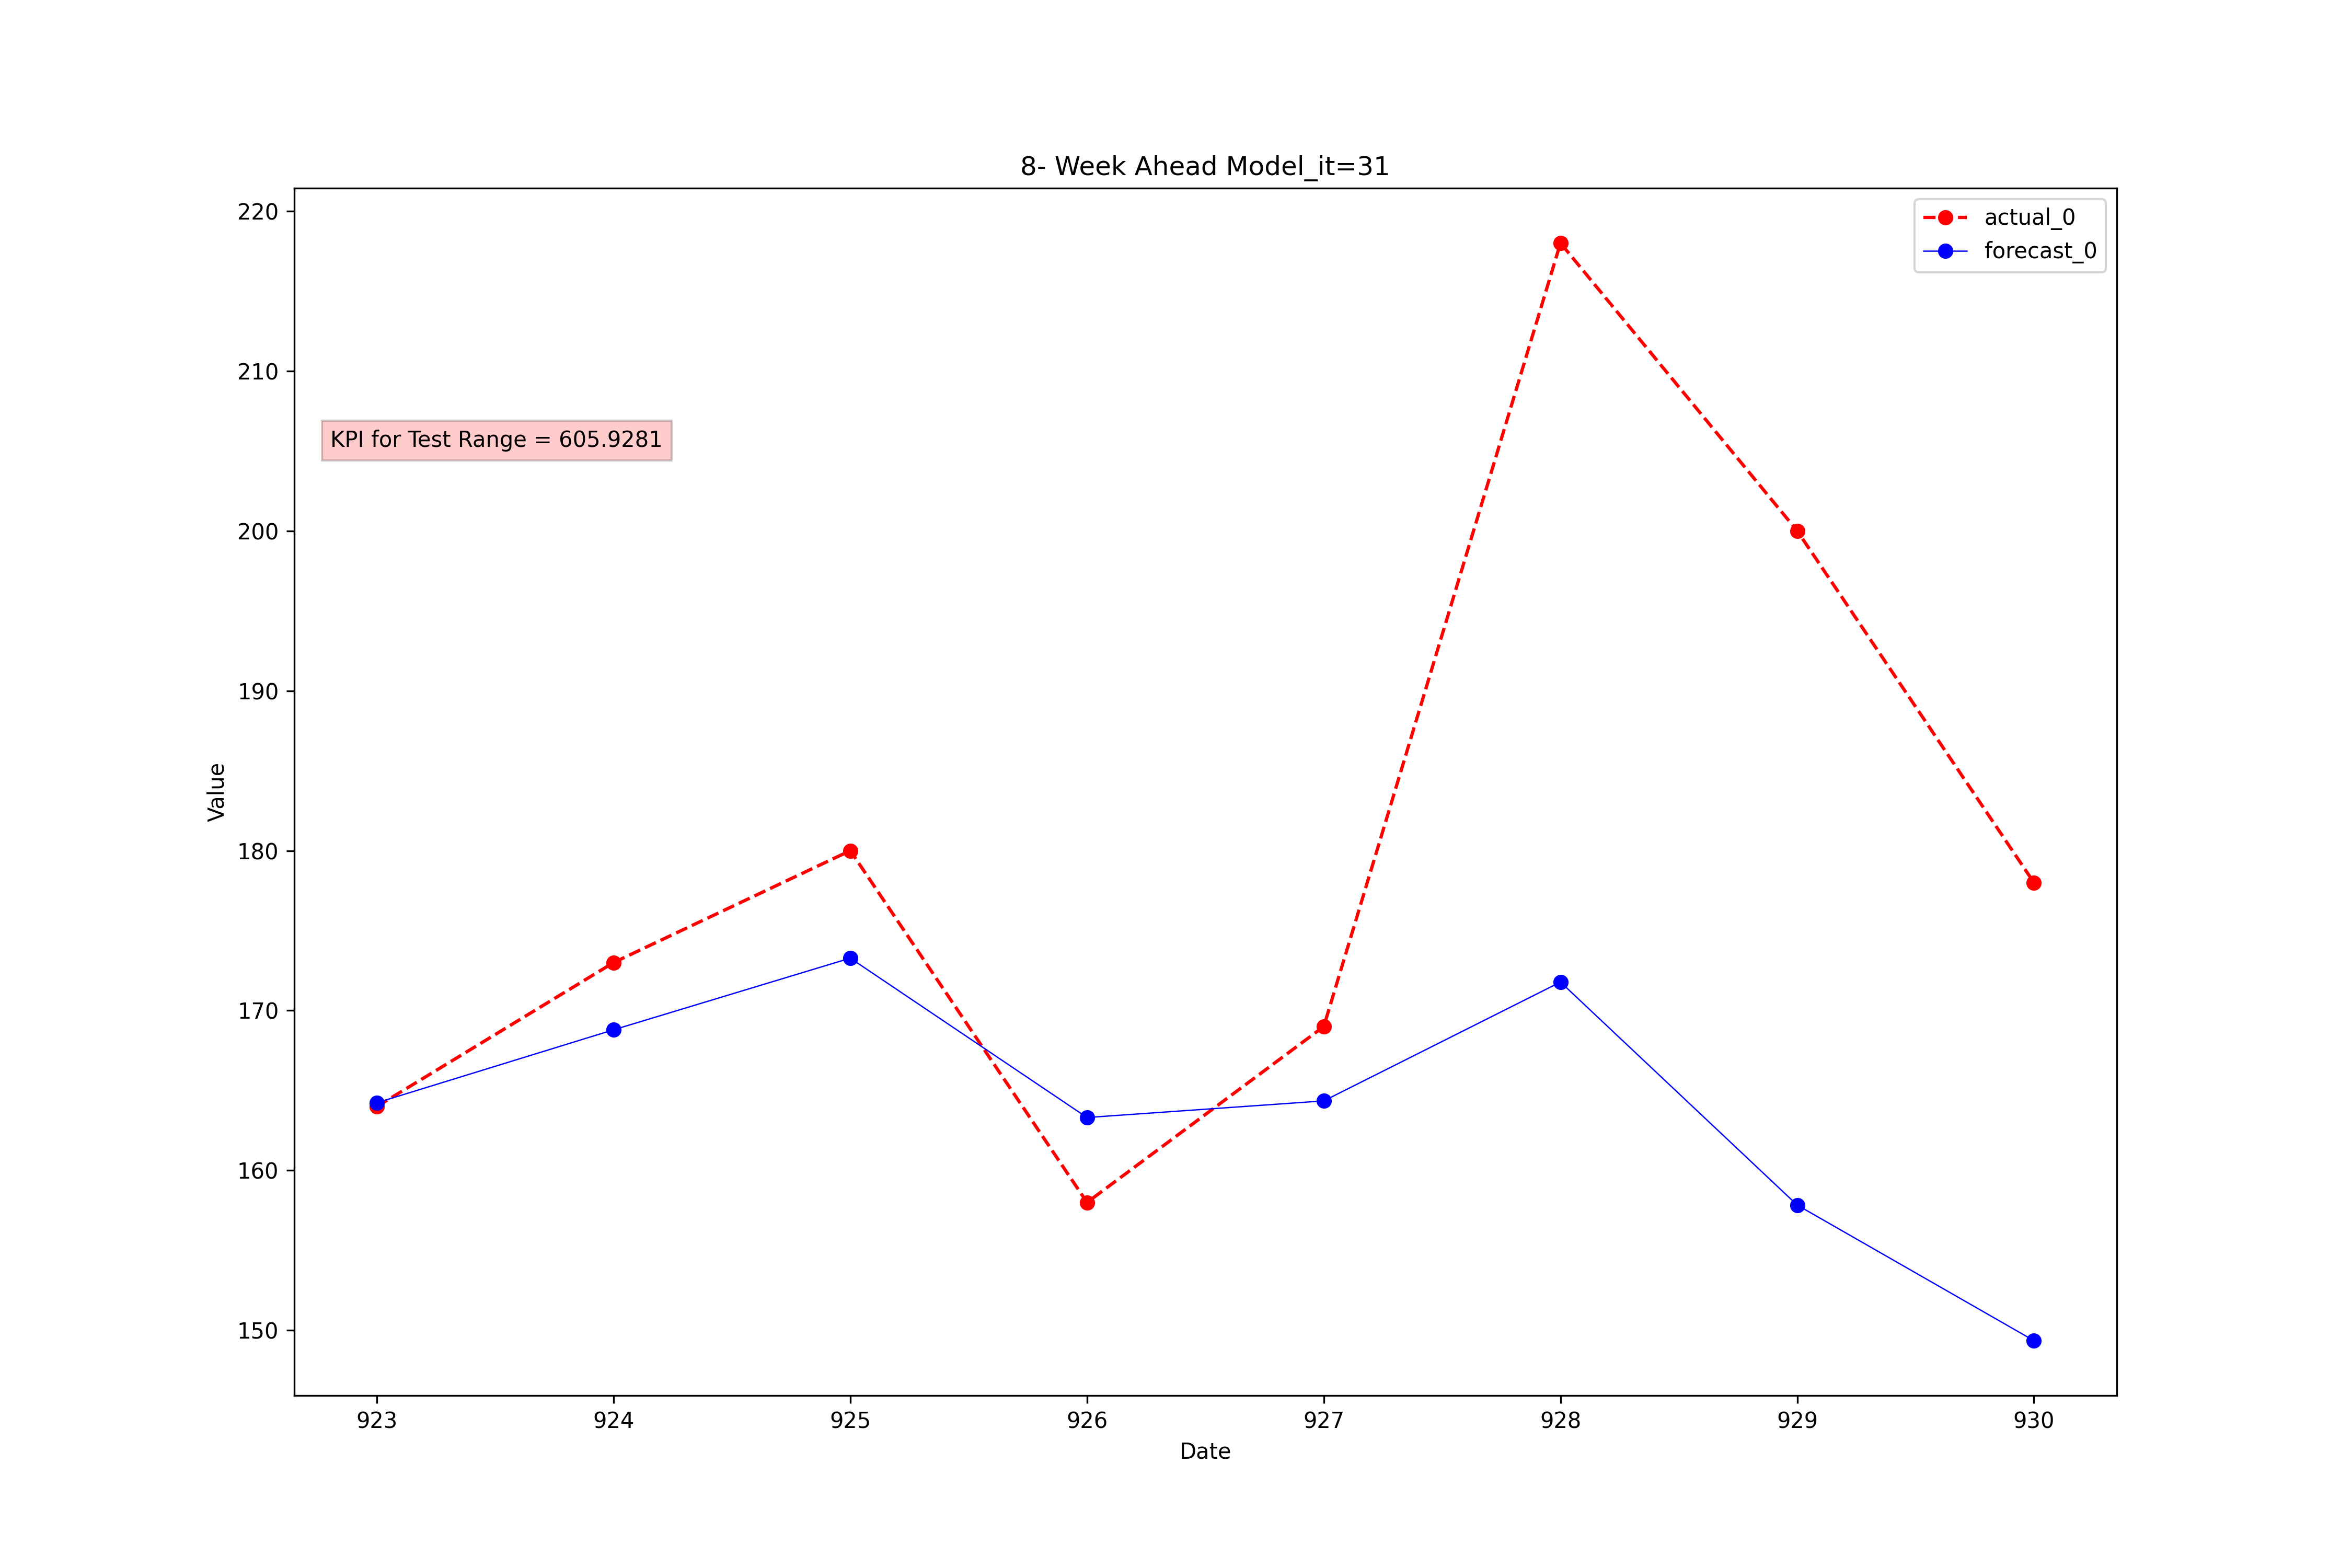 8- Week Ahead Model_it=31
actual_0
forecast_0
KPI for Test Range = 605.9281
Value
220
210
200
190
180
170
160
150
923 924 925 926 927 928 929 930
Date